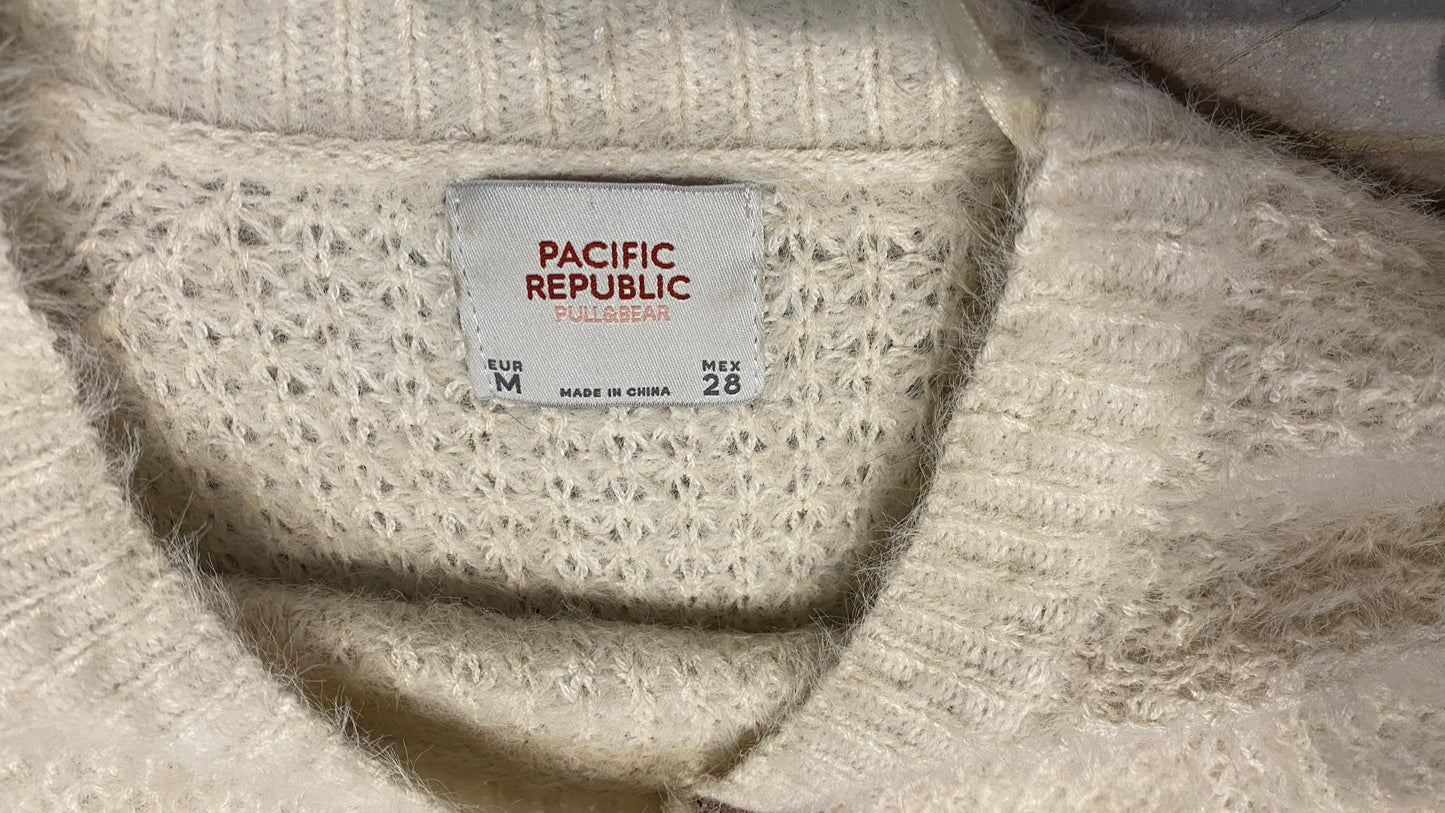 PACIFIC
REPUBLIC
PULL&BEAR
EUR
M
MADE IN CHINA
MEX
28